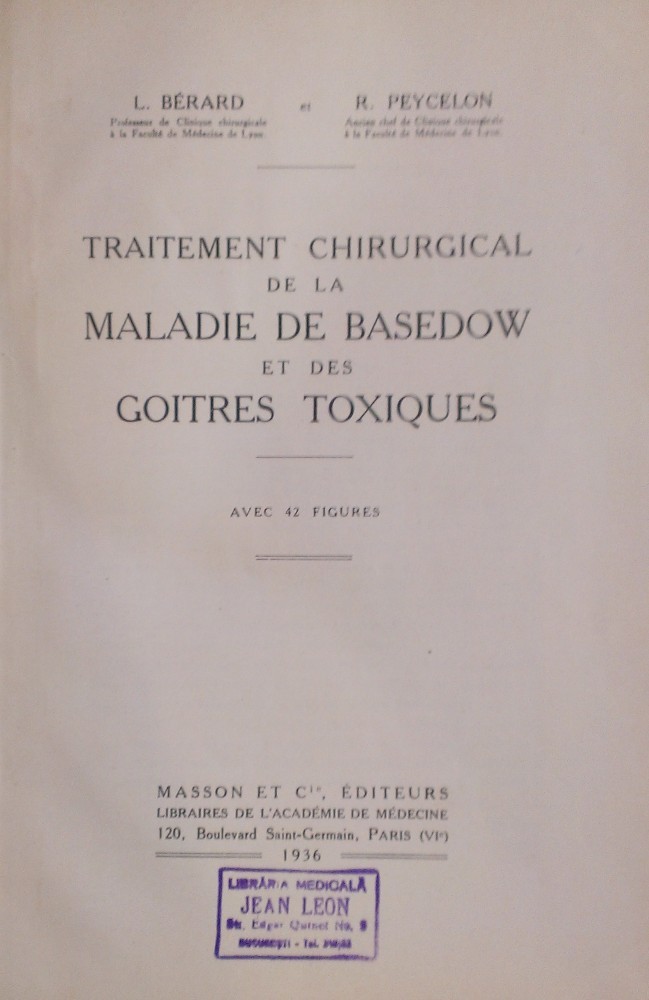 L. BÉRARD et R. PEYCELON
Professeur de Clinique chirurgicale
à la Faculté de Médecine de Lyon.
Ancien chef de Clinique chirurgicale
à la Faculté de Médecine de Lyon.
TRAITEMENT CHIRURGICAL
DE LA
MALADIE DE BASEDOW
ET DES
GOITRES TOXIQUES
AVEC 42 FIGURES
MASSON ET Cie, ÉDITEURS
LIBRAIRES DE L'ACADÉMIE DE MÉDECINE
120, Boulevard Saint-Germain, PARIS (VIe)
1936
LIBRĂRIA MEDICALĂ
JEAN LEON
Str. Edgar Quinet No. 9
BUCUREȘTI - Tel.